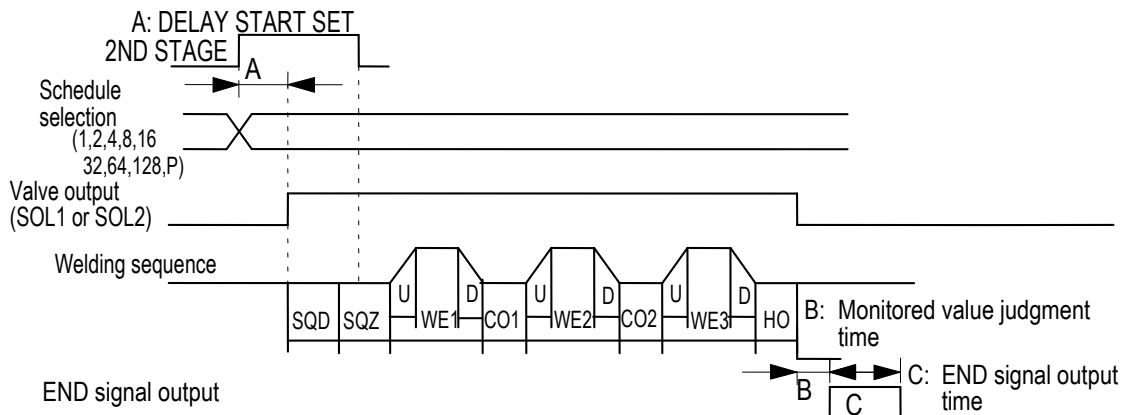 A: DELAY START SET
2ND STAGE
A
Schedule
selection
(1,2,4,8,16
32,64,128,P)
Valve output
(SOL1 or SOL2)
Welding sequence
U D U D U D
SQD SQZ WE1 CO1 WE2 CO2 WE3 HO
B: Monitored value judgment
time
END signal output
B
C
C: END signal output
time